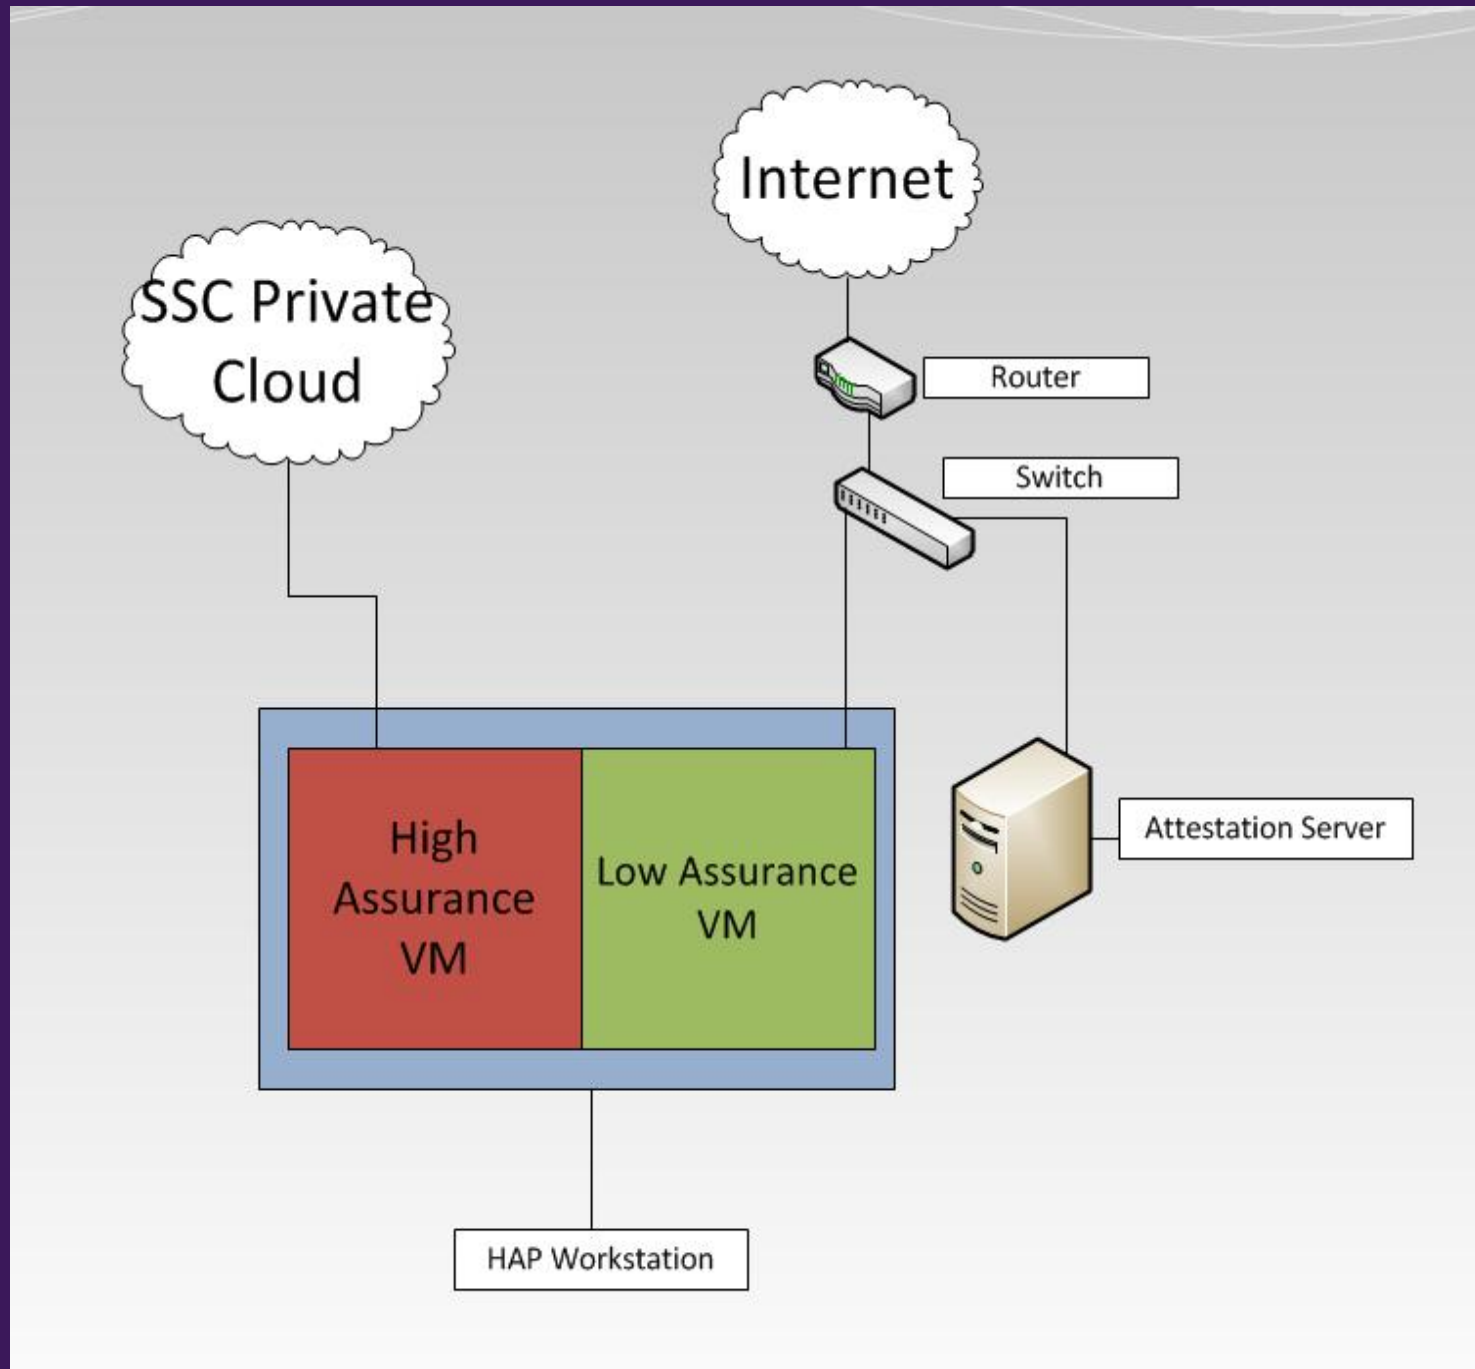 Internet
SSC Private
Cloud
Router
Switch
High
Assurance
VM
Low Assurance
VM
Attestation Server
HAP Workstation